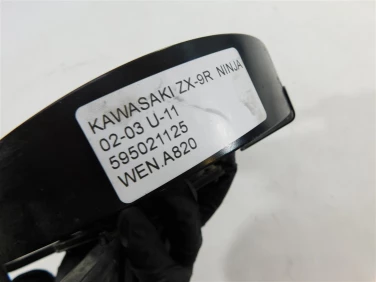 KAWASAKI ZX-9R NINJA
02-03 U-11
595021125
WEN.A820